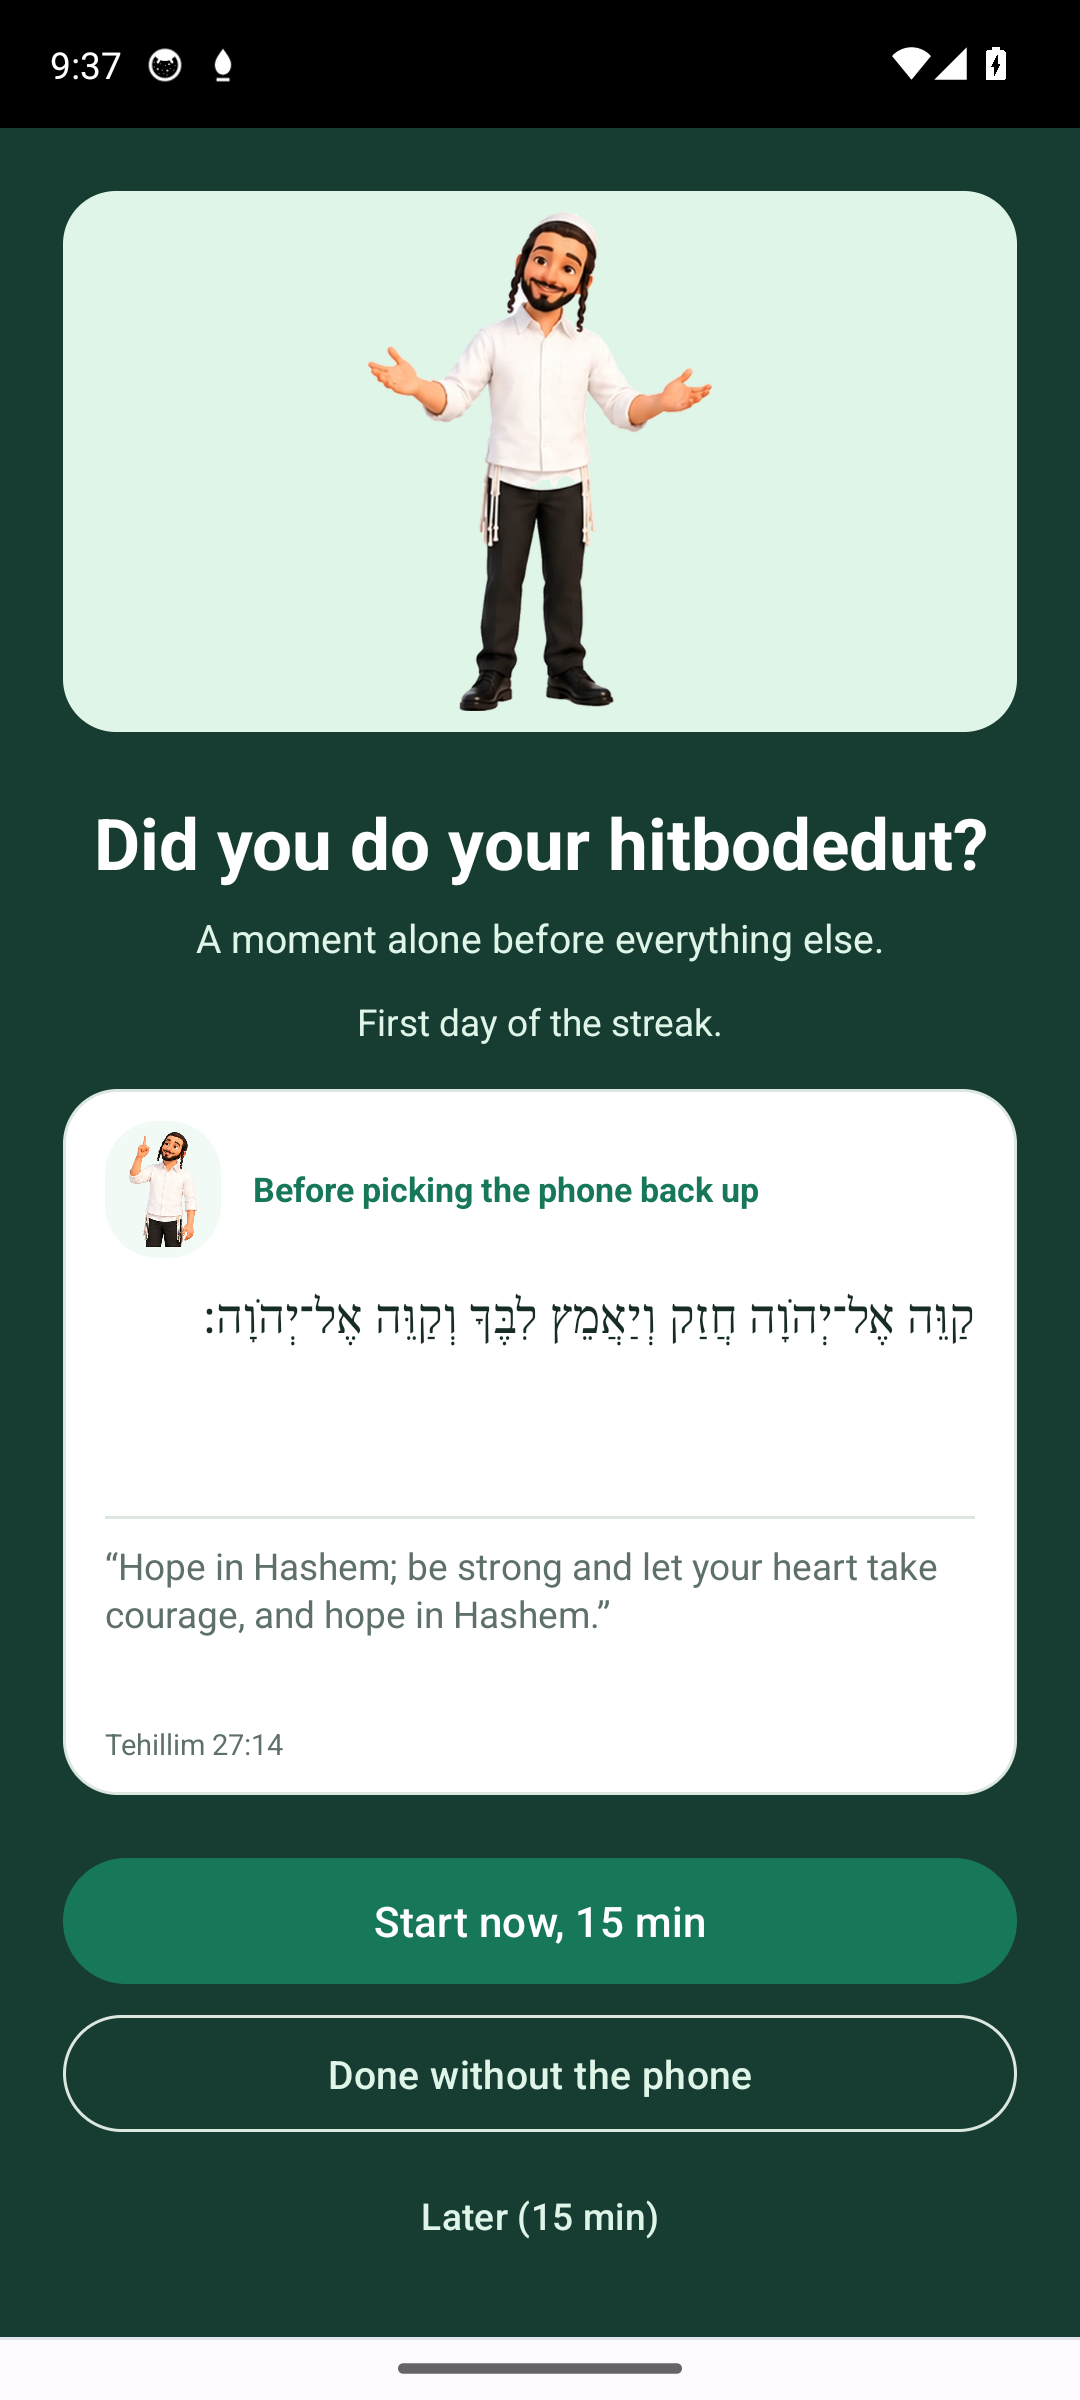 9:37
Did you do your hitbodedut?
A moment alone before everything else.
First day of the streak.
Before picking the phone back up
קַוֵּה אֶל־יְהֹוָה חֲזַק וְיַאֲמֵץ לִבֶּךָ וְקַוֵּה אֶל־יְהֹוָה׃
“Hope in Hashem; be strong and let your heart take
courage, and hope in Hashem.”
Tehillim 27:14
Start now, 15 min
Done without the phone
Later (15 min)